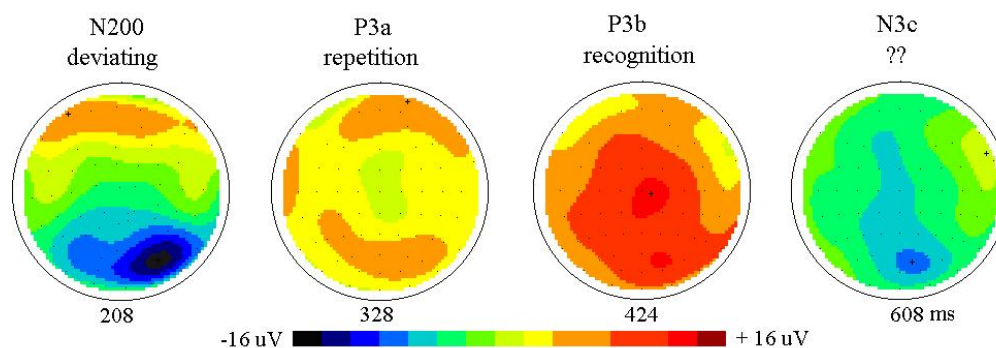 N200
deviating
P3a
repetition
P3b
recognition
N3c
??
208
328
424
608 ms
-16 uV
+ 16 uV